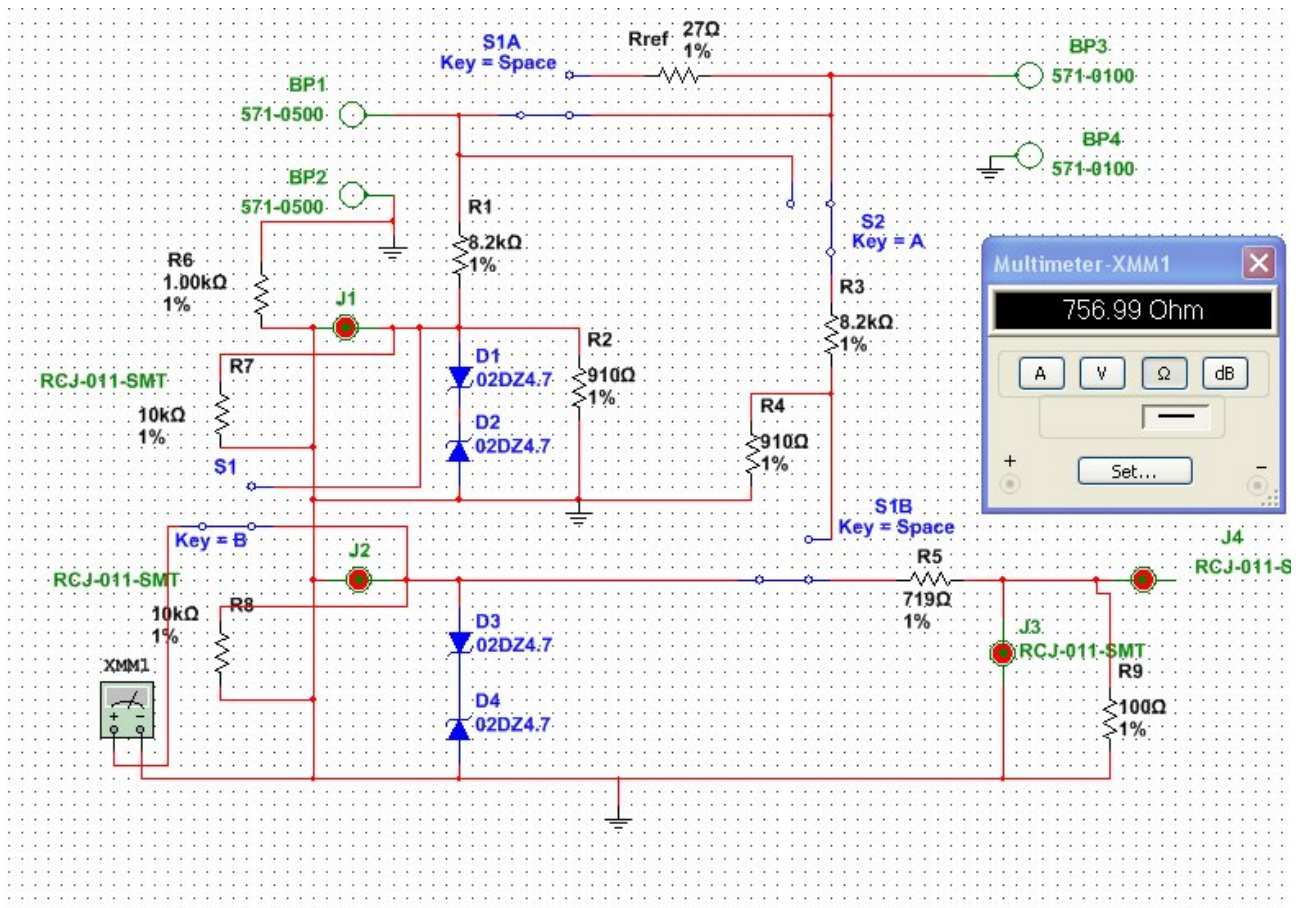 S1A
Key = Space
Rref
27Ω
1%
BP3
571-0100
BP1
571-0500
BP4
571-0100
BP2
571-0500
R1
8.2kΩ
1%
S2
Key = A
R6
1.00kΩ
1%
Multimeter-XMM1
756.99 Ohm
A
V
Ω
dB
+
Set...
−
R3
8.2kΩ
1%
J1
R2
910Ω
1%
D1
02DZ4.7
R7
RCJ-011-SMT
10kΩ
1%
D2
02DZ4.7
R4
910Ω
1%
S1
Key = B
S1B
Key = Space
J2
RCJ-011-SMT
R5
719Ω
1%
J4
RCJ-011-S
R8
10kΩ
1%
D3
02DZ4.7
J3
RCJ-011-SMT
R9
100Ω
1%
XMM1
+ −
D4
02DZ4.7